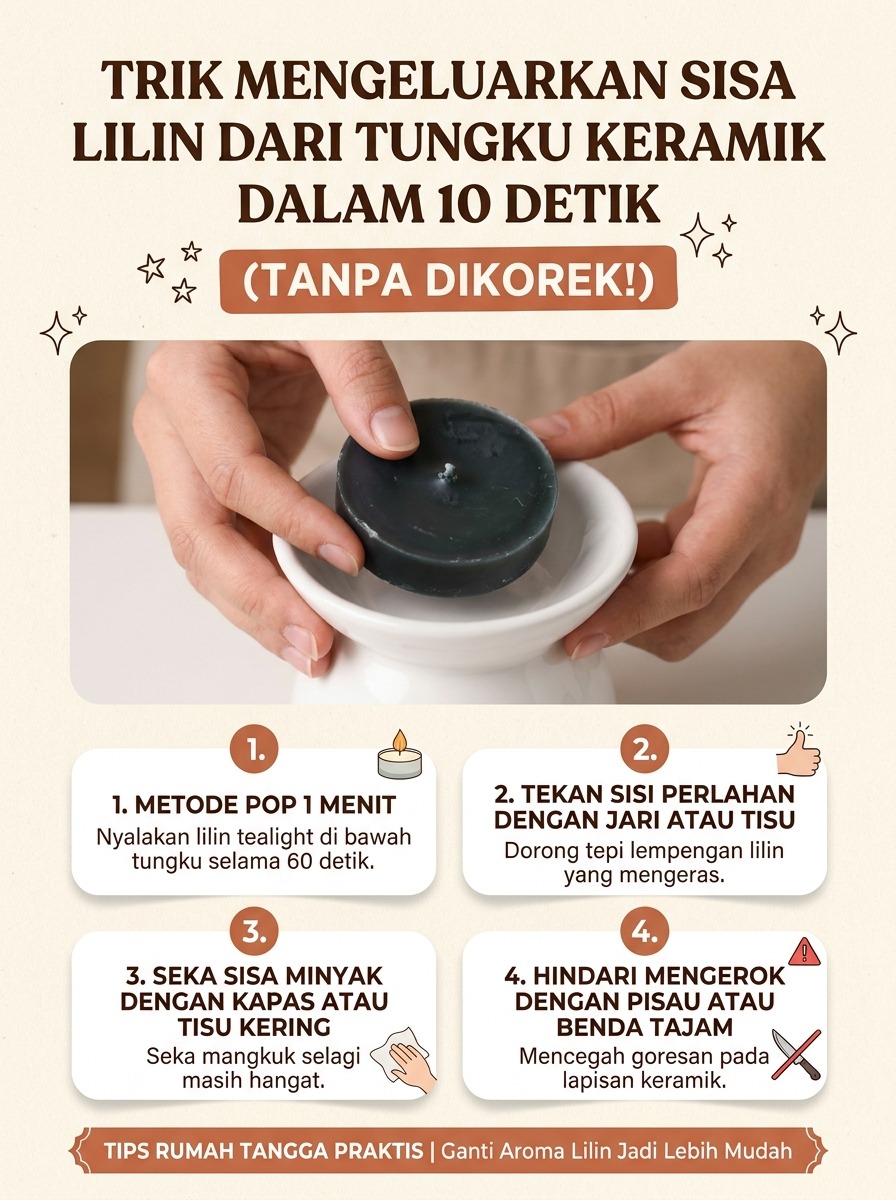 TRIK MENGELUARKAN SISA
LILIN DARI TUNGKU KERAMIK
DALAM 10 DETIK
(TANPA DIKOREK!)
1.
1. METODE POP 1 MENIT
Nyalakan lilin tealight di bawah
tungku selama 60 detik.
2.
2. TEKAN SISI PERLAHAN
DENGAN JARI ATAU TISU
Dorong tepi lempengan lilin
yang mengeras.
3.
3. SEKA SISA MINYAK
DENGAN KAPAS ATAU
TISU KERING
Seka mangkuk selagi
masih hangat.
4.
4. HINDARI MENGEROK
DENGAN PISAU ATAU
BENDA TAJAM
Mencegah goresan pada
lapisan keramik.
TIPS RUMAH TANGGA PRAKTIS | Ganti Aroma Lilin Jadi Lebih Mudah